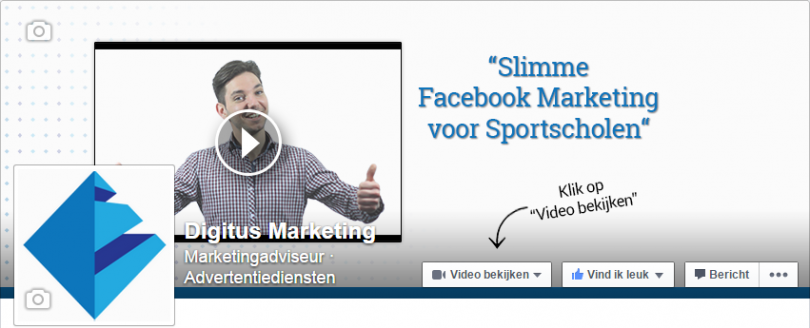 “Slimme
Facebook Marketing
voor Sportscholen“
Klik op
“Video bekijken”
Digitus Marketing
Marketingadviseur ·
Advertentiediensten
Video bekijken
Vind ik leuk
Bericht